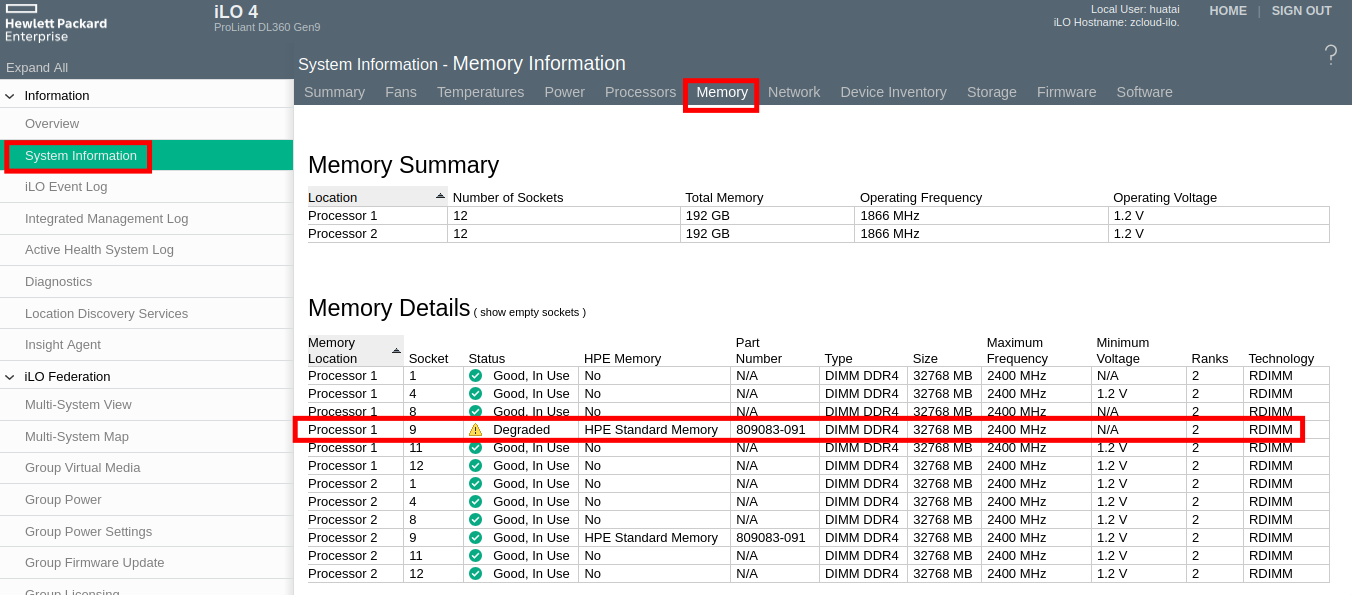 Hewlett Packard
Enterprise
iLO 4
ProLiant DL360 Gen9
Local User: huatai
iLO Hostname: zcloud-ilo.
HOME | SIGN OUT
Expand All
Information
Overview
System Information
iLO Event Log
Integrated Management Log
Active Health System Log
Diagnostics
Location Discovery Services
Insight Agent
iLO Federation
Multi-System View
Multi-System Map
Group Virtual Media
Group Power
Group Power Settings
Group Firmware Update
Group Licensing
System Information - Memory Information
?
Summary Fans Temperatures Power Processors Memory Network Device Inventory Storage Firmware Software
Memory Summary
Location Number of Sockets Total Memory Operating Frequency Operating Voltage
Processor 1 12 192 GB 1866 MHz 1.2 V
Processor 2 12 192 GB 1866 MHz 1.2 V
Memory Details ( show empty sockets )
Memory Part Maximum Minimum
Location Socket Status HPE Memory Number Type Size Frequency Voltage Ranks Technology
Processor 1 1 Good, In Use No N/A DIMM DDR4 32768 MB 2400 MHz N/A 2 RDIMM
Processor 1 4 Good, In Use No N/A DIMM DDR4 32768 MB 2400 MHz 1.2 V 2 RDIMM
Processor 1 8 Good, In Use No N/A DIMM DDR4 32768 MB 2400 MHz N/A 2 RDIMM
Processor 1 9 Degraded HPE Standard Memory 809083-091 DIMM DDR4 32768 MB 2400 MHz N/A 2 RDIMM
Processor 1 11 Good, In Use No N/A DIMM DDR4 32768 MB 2400 MHz 1.2 V 2 RDIMM
Processor 1 12 Good, In Use No N/A DIMM DDR4 32768 MB 2400 MHz 1.2 V 2 RDIMM
Processor 2 1 Good, In Use No N/A DIMM DDR4 32768 MB 2400 MHz 1.2 V 2 RDIMM
Processor 2 4 Good, In Use No N/A DIMM DDR4 32768 MB 2400 MHz 1.2 V 2 RDIMM
Processor 2 8 Good, In Use No N/A DIMM DDR4 32768 MB 2400 MHz 1.2 V 2 RDIMM
Processor 2 9 Good, In Use HPE Standard Memory 809083-091 DIMM DDR4 32768 MB 2400 MHz 1.2 V 2 RDIMM
Processor 2 11 Good, In Use No N/A DIMM DDR4 32768 MB 2400 MHz 1.2 V 2 RDIMM
Processor 2 12 Good, In Use No N/A DIMM DDR4 32768 MB 2400 MHz 1.2 V 2 RDIMM